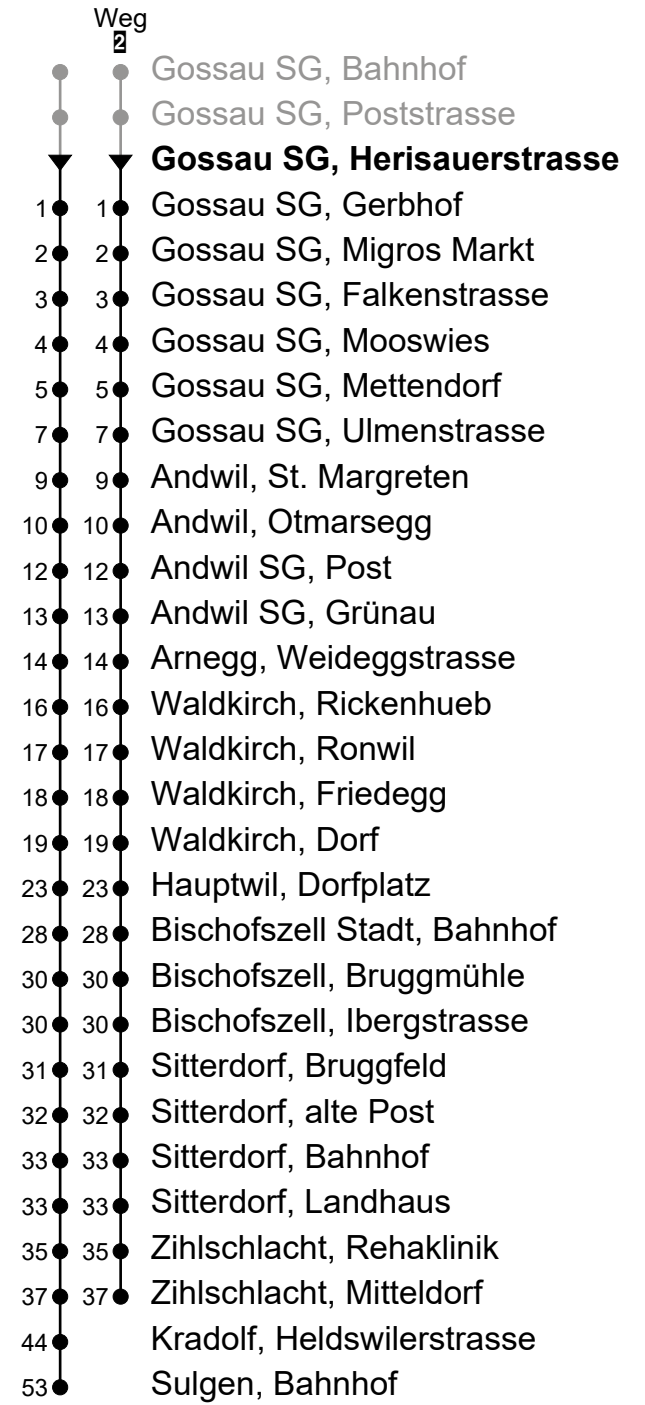 Weg
2
Gossau SG, Bahnhof
Gossau SG, Poststrasse
Gossau SG, Herisauerstrasse
1 1 Gossau SG, Gerbhof
2 2 Gossau SG, Migros Markt
3 3 Gossau SG, Falkenstrasse
4 4 Gossau SG, Mooswies
5 5 Gossau SG, Mettendorf
7 7 Gossau SG, Ulmenstrasse
9 9 Andwil, St. Margreten
10 10 Andwil, Otmarsegg
12 12 Andwil SG, Post
13 13 Andwil SG, Grünau
14 14 Arnegg, Weideggstrasse
16 16 Waldkirch, Rickenhueb
17 17 Waldkirch, Ronwil
18 18 Waldkirch, Friedegg
19 19 Waldkirch, Dorf
23 23 Hauptwil, Dorfplatz
28 28 Bischofszell Stadt, Bahnhof
30 30 Bischofszell, Bruggmühle
30 30 Bischofszell, Ibergstrasse
31 31 Sitterdorf, Bruggfeld
32 32 Sitterdorf, alte Post
33 33 Sitterdorf, Bahnhof
33 33 Sitterdorf, Landhaus
35 35 Zihlschlacht, Rehaklinik
37 37 Zihlschlacht, Mitteldorf
44 Kradolf, Heldswilerstrasse
53 Sulgen, Bahnhof